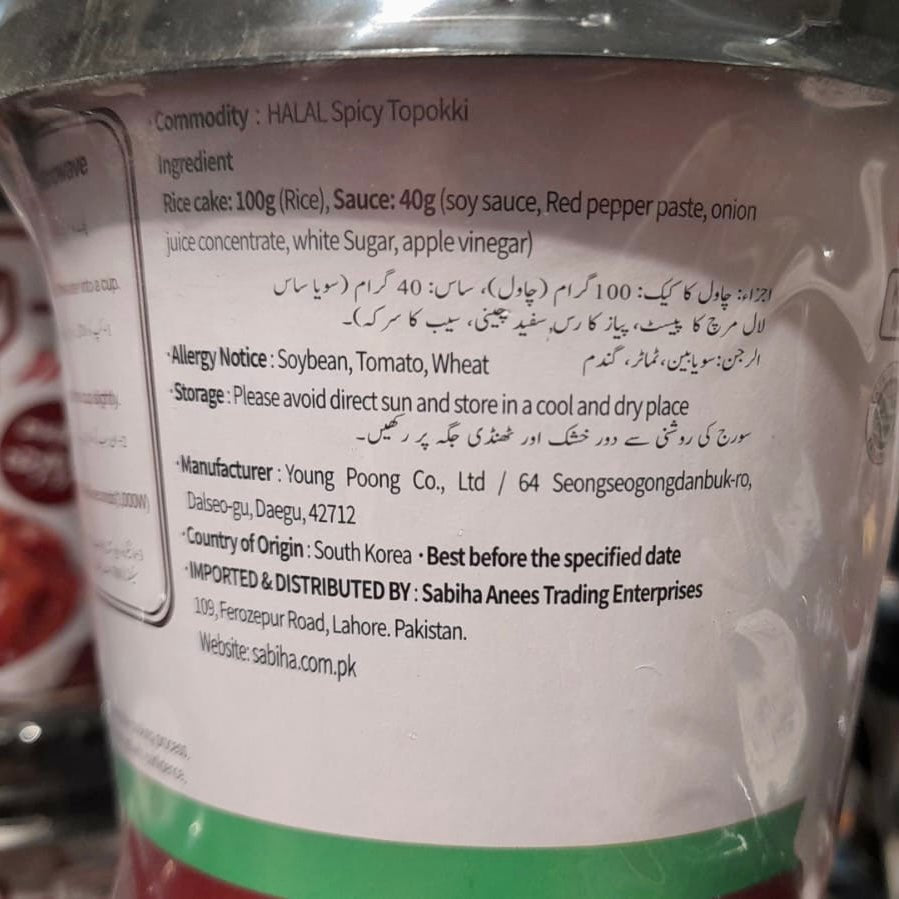 ·Commodity : HALAL Spicy Topokki
Ingredient
Rice cake: 100g (Rice), Sauce: 40g (soy sauce, Red pepper paste, onion
juice concentrate, white Sugar, apple vinegar)
اجزاء: چاول کا کیک: 100 گرام (چاول)، ساس: 40 گرام (سویا ساس
لال مرچ کا پیسٹ، پیاز کا رس, سفید چینی، سیب کا سرکہ)۔
·Allergy Notice : Soybean, Tomato, Wheat
الرجن: سویابین، ٹماٹر، گندم
·Storage : Please avoid direct sun and store in a cool and dry place
سورج کی روشنی سے دور خشک اور ٹھنڈی جگہ پر رکھیں۔
·Manufacturer : Young Poong Co., Ltd / 64 Seongseogongdanbuk-ro,
Dalseo-gu, Daegu, 42712
·Country of Origin : South Korea ·Best before the specified date
·IMPORTED & DISTRIBUTED BY : Sabiha Anees Trading Enterprises
109, Ferozepur Road, Lahore. Pakistan.
Website: sabiha.com.pk
into a cup.
slightly.
process,